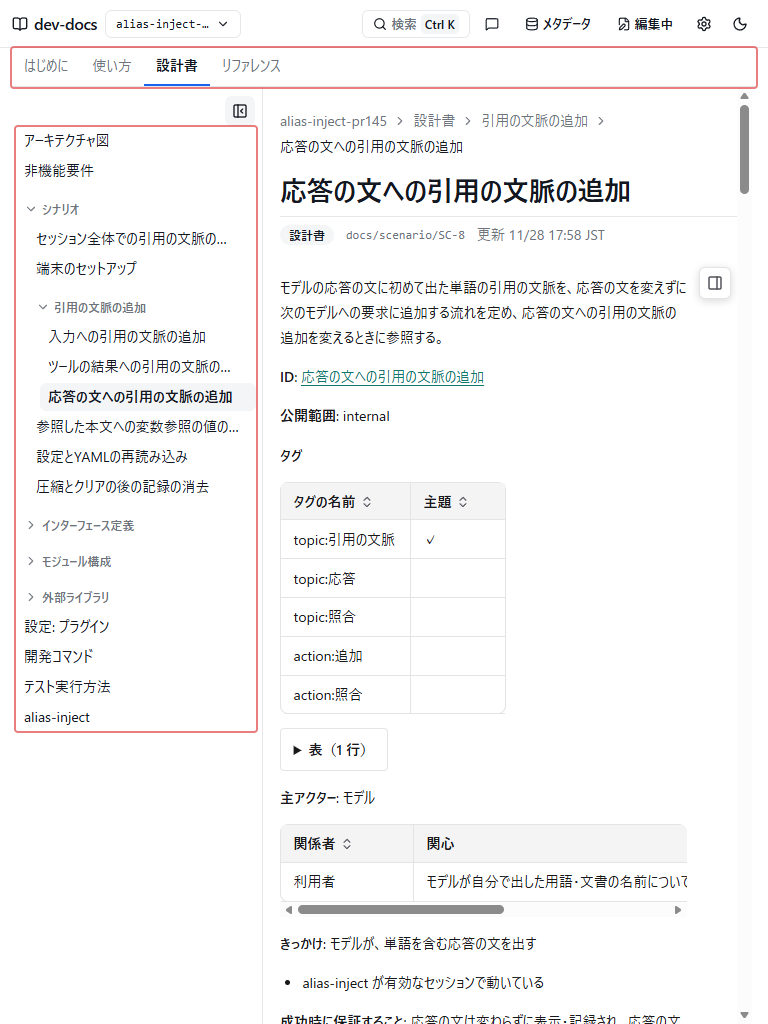 dev-docs
alias-inject-…
検索 Ctrl K
メタデータ
編集中
はじめに
使い方
設計書
リファレンス
アーキテクチャ図
非機能要件
シナリオ
セッション全体での引用の文脈の…
端末のセットアップ
引用の文脈の追加
入力への引用の文脈の追加
ツールの結果への引用の文脈の…
応答の文への引用の文脈の追加
参照した本文への変数参照の値の…
設定とYAMLの再読み込み
圧縮とクリアの後の記録の消去
インターフェース定義
モジュール構成
外部ライブラリ
設定: プラグイン
開発コマンド
テスト実行方法
alias-inject
alias-inject-pr145 > 設計書 > 引用の文脈の追加 >
応答の文への引用の文脈の追加
応答の文への引用の文脈の追加
設計書 docs/scenario/SC-8 更新 11/28 17:58 JST
モデルの応答の文に初めて出た単語の引用の文脈を、応答の文を変えずに
次のモデルへの要求に追加する流れを定め、応答の文への引用の文脈の
追加を変えるときに参照する。
ID: 応答の文への引用の文脈の追加
公開範囲: internal
タグ
タグの名前 主題
topic:引用の文脈 ✓
topic:応答
topic:照合
action:追加
action:照合
▶ 表（1 行）
主アクター: モデル
関係者 関心
利用者 モデルが自分で出した用語・文書の名前について
きっかけ: モデルが、単語を含む応答の文を出す
• alias-inject が有効なセッションで動いている
成功時に保証すること: 応答の文は変わらずに表示・記録され、応答の文